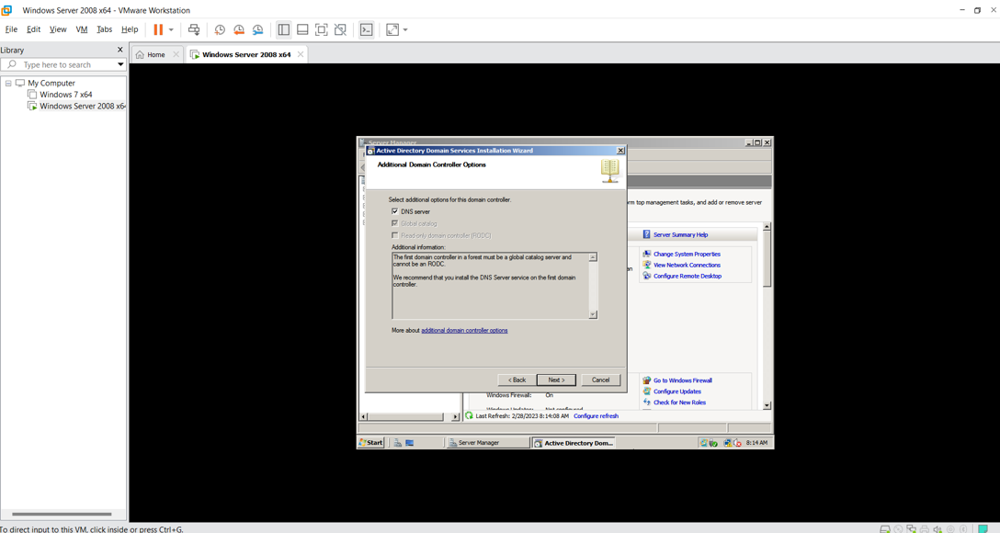 Windows Server 2008 x64 - VMware Workstation
File Edit View VM Tabs Help
Library
Type here to search
My Computer
Windows 7 x64
Windows Server 2008 x64
Home
Windows Server 2008 x64
Server Manager
Active Directory Domain Services Installation Wizard
Additional Domain Controller Options
Select additional options for this domain controller.
DNS server
Global catalog
Read-only domain controller (RODC)
Additional information:
The first domain controller in a forest must be a global catalog server and
cannot be an RODC.
We recommend that you install the DNS Server service on the first domain
controller.
More about additional domain controller options
< Back
Next >
Cancel
rm top management tasks, and add or remove server
Server Summary Help
Change System Properties
View Network Connections
an
Configure Remote Desktop
Go to Windows Firewall
Configure Updates
Check for New Roles
Windows Firewall: On
Windows Updates: Not configured
Last Refresh: 2/28/2023 8:14:08 AM Configure refresh
Start
Server Manager
Active Directory Dom...
8:14 AM
To direct input to this VM, click inside or press Ctrl+G.